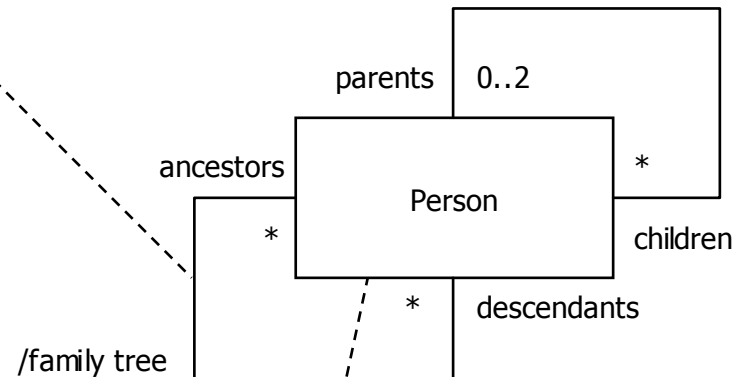 parents 0..2
ancestors *
Person
* children
* descendants
/family tree